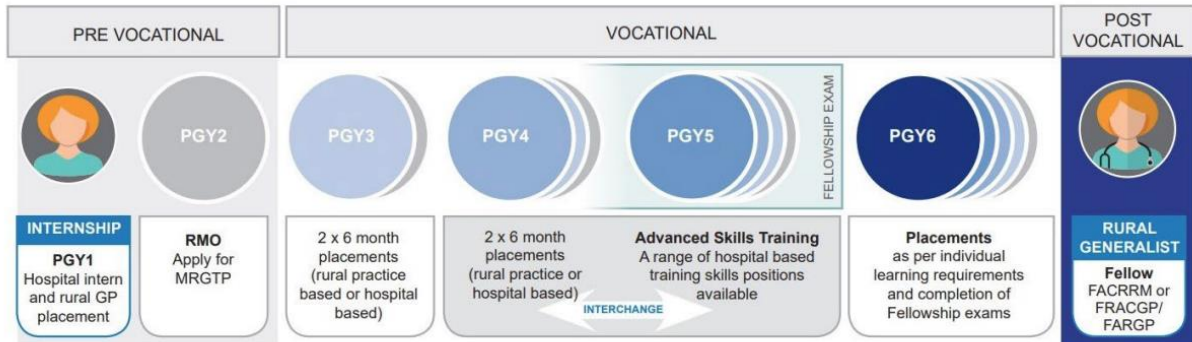 PRE VOCATIONAL
VOCATIONAL
POST
VOCATIONAL
PGY2
PGY3
PGY4
PGY5
FELLOWSHIP EXAM
PGY6
INTERNSHIP
PGY1
Hospital intern
and rural GP
placement
RMO
Apply for
MRGTP
2 x 6 month
placements
(rural practice
based or hospital
based)
2 x 6 month
placements
(rural practice or
hospital based)
Advanced Skills Training
A range of hospital based
training skills positions
available
INTERCHANGE
Placements
as per individual
learning requirements
and completion of
Fellowship exams
RURAL
GENERALIST
Fellow
FACRRM or
FRACGP/
FARGP